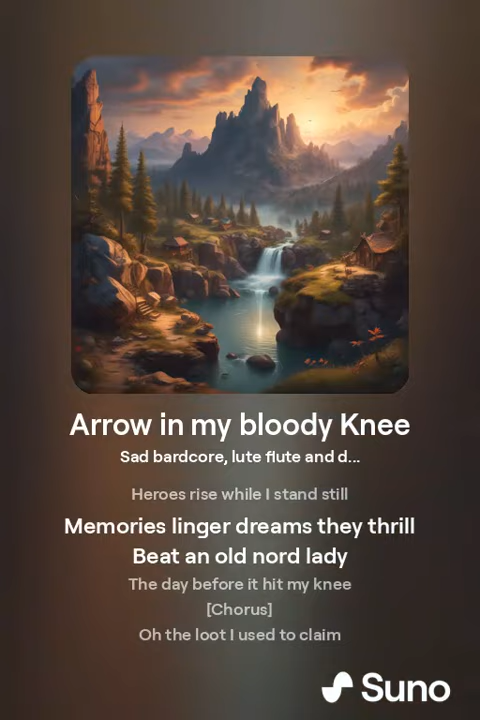 Arrow in my bloody Knee
Sad bardcore, lute flute and d...
Heroes rise while I stand still
Memories linger dreams they thrill
Beat an old nord lady
The day before it hit my knee
[Chorus]
Oh the loot I used to claim
Suno